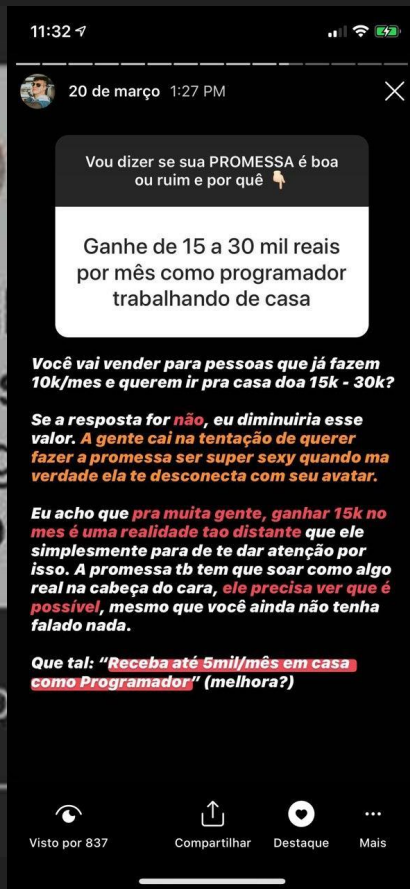 11:32
20 de março 1:27 PM
Vou dizer se sua PROMESSA é boa
ou ruim e por quê 👇🏻
Ganhe de 15 a 30 mil reais
por mês como programador
trabalhando de casa
Você vai vender para pessoas que já fazem
10k/mes e querem ir pra casa doa 15k - 30k?
Se a resposta for não, eu diminuiria esse
valor. A gente cai na tentação de querer
fazer a promessa ser super sexy quando ma
verdade ela te desconecta com seu avatar.
Eu acho que pra muita gente, ganhar 15k no
mes é uma realidade tao distante que ele
simplesmente para de te dar atenção por
isso. A promessa tb tem que soar como algo
real na cabeça do cara, ele precisa ver que é
possível, mesmo que você ainda não tenha
falado nada.
Que tal: “Receba até 5mil/mês em casa
como Programador” (melhora?)
Visto por 837 Compartilhar Destaque Mais